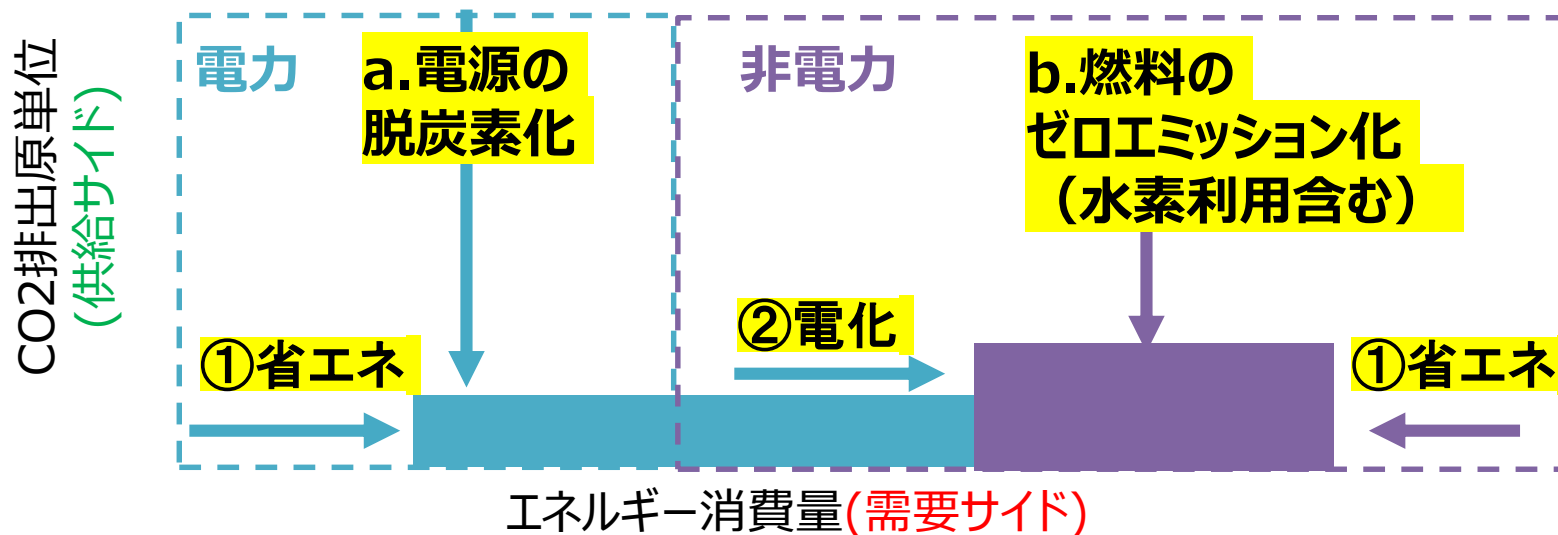 CO2排出原単位
(供給サイド)
電力
a.電源の
脱炭素化
非電力
b.燃料の
ゼロエミッション化
（水素利用含む）
①省エネ
②電化
①省エネ
エネルギー消費量(需要サイド)